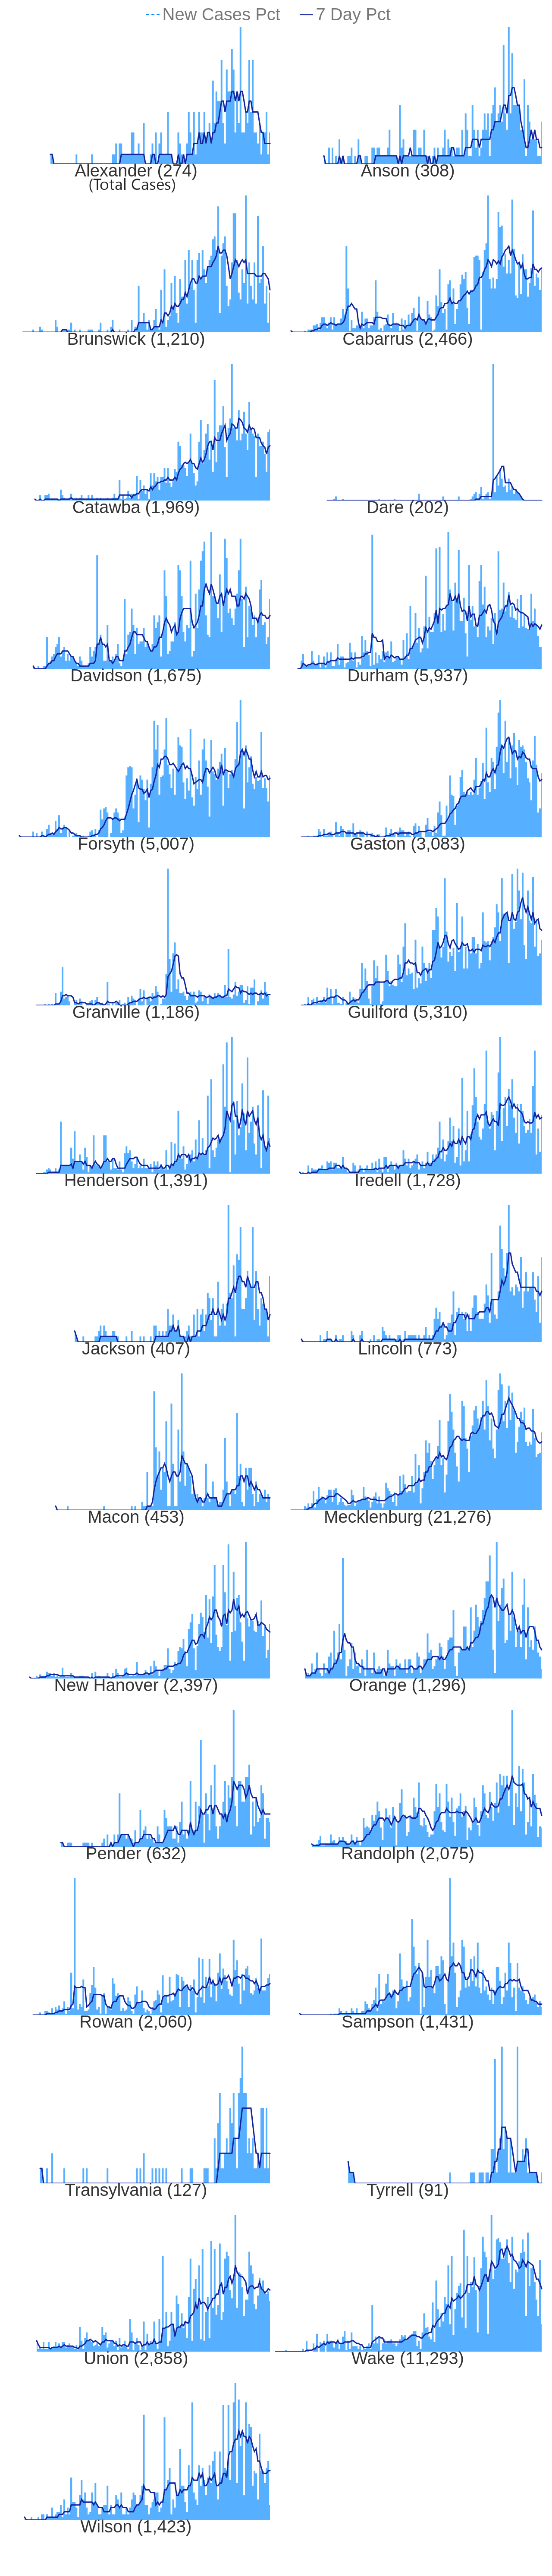 New Cases Pct 7 Day Pct
Alexander (274) Anson (308)
(Total Cases)
Brunswick (1,210) Cabarrus (2,466)
Catawba (1,969) Dare (202)
Davidson (1,675) Durham (5,937)
Forsyth (5,007) Gaston (3,083)
Granville (1,186) Guilford (5,310)
Henderson (1,391) Iredell (1,728)
Jackson (407) Lincoln (773)
Macon (453) Mecklenburg (21,276)
New Hanover (2,397) Orange (1,296)
Pender (632) Randolph (2,075)
Rowan (2,060) Sampson (1,431)
Transylvania (127) Tyrrell (91)
Union (2,858) Wake (11,293)
Wilson (1,423)